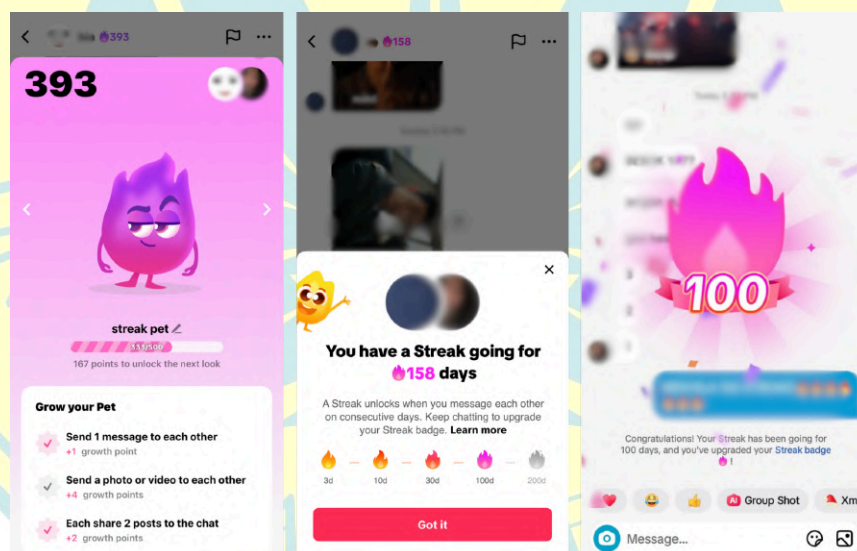 393
393
streak pet
333/500
167 points to unlock the next look
Grow your Pet
Send 1 message to each other
+1 growth point
Send a photo or video to each other
+4 growth points
Each share 2 posts to the chat
+2 growth points
158
You have a Streak going for
158 days
A Streak unlocks when you message each other
on consecutive days. Keep chatting to upgrade
your Streak badge. Learn more
3d
10d
30d
100d
200d
Got it
100
Congratulations! Your Streak has been going for
100 days, and you've upgraded your Streak badge
!
AI Group Shot
Xm
Message...